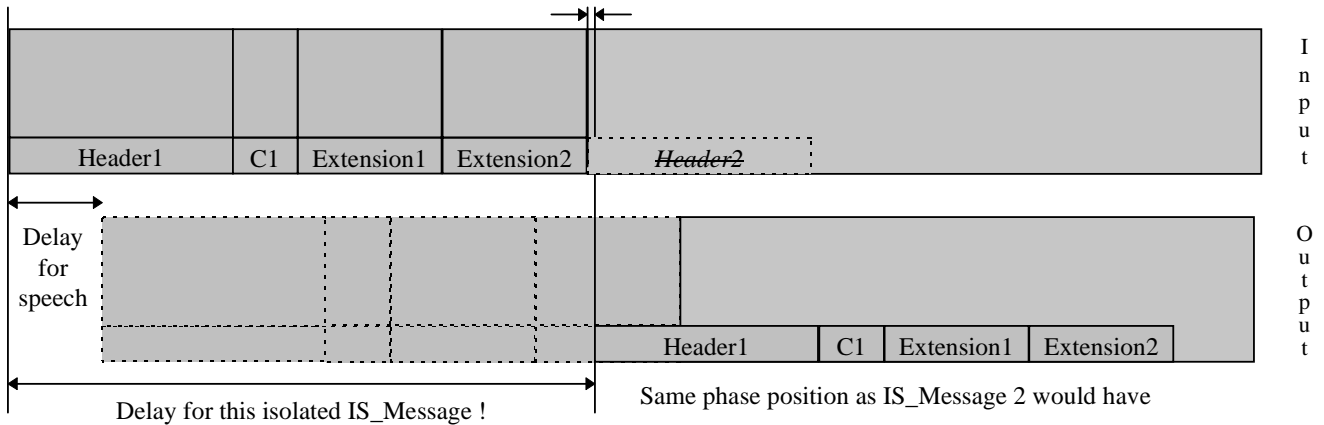 Header1 C1 Extension1 Extension2 Header2
Input
Delay
for
speech
Output
Header1 C1 Extension1 Extension2
Delay for this isolated IS_Message !
Same phase position as IS_Message 2 would have